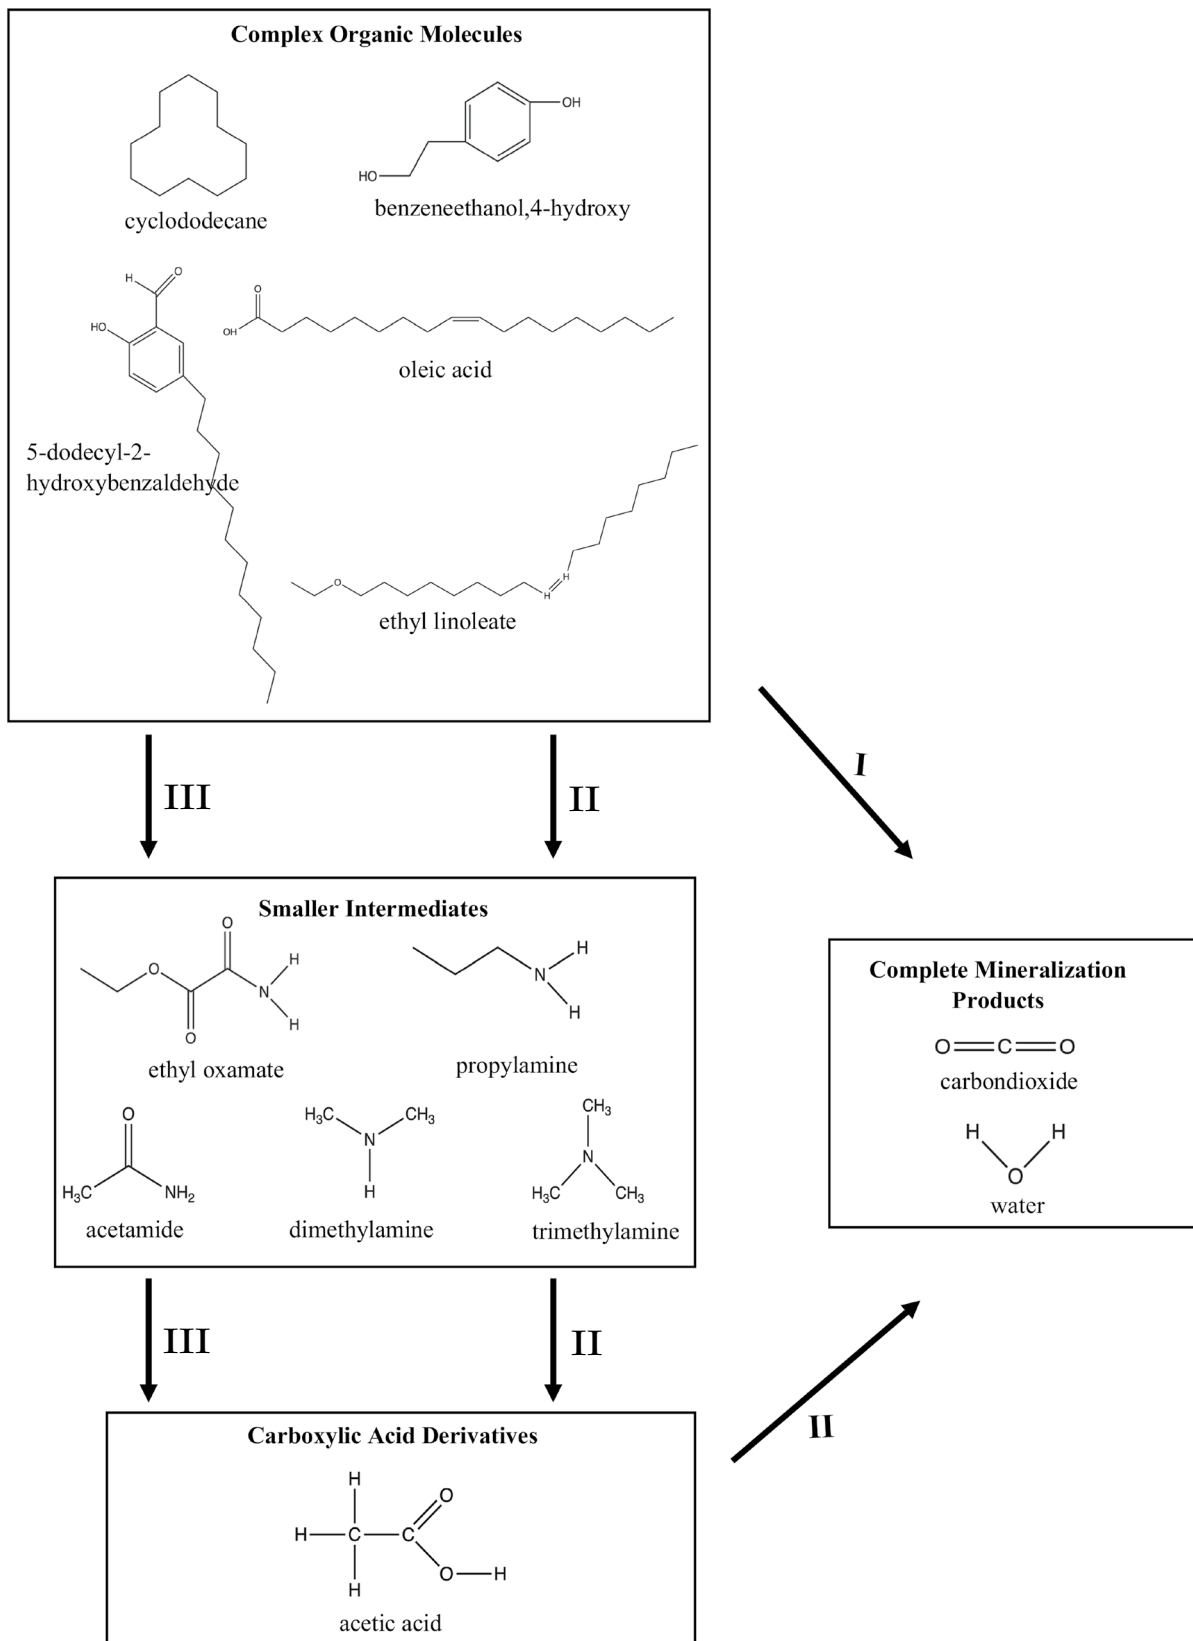 Complex Organic Molecules
OH
HO
cyclododecane
benzeneethanol,4-hydroxy
H
O
HO
O
OH
oleic acid
5-dodecyl-2-
hydroxybenzaldehyde
O
H
H
ethyl linoleate
I
III
II
Smaller Intermediates
O
O
H
N
H
O
ethyl oxamate
H
N
H
propylamine
O
H₃C
NH₂
acetamide
H₃C
CH₃
N
H
dimethylamine
CH₃
N
H₃C
CH₃
trimethylamine
Complete Mineralization
Products
O C O
carbondioxide
H H
O
water
III
II
II
Carboxylic Acid Derivatives
H
O
H C C
O H
H
acetic acid